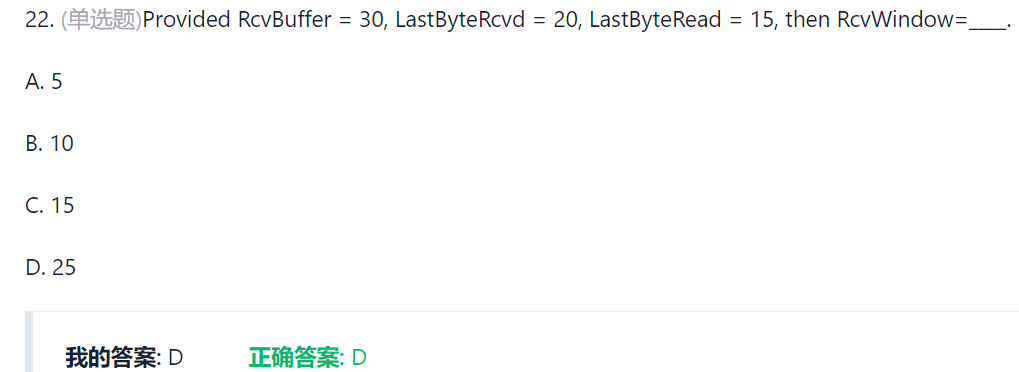 22. (单选题)Provided RcvBuffer = 30, LastByteRcvd = 20, LastByteRead = 15, then RcvWindow=____.
A. 5
B. 10
C. 15
D. 25
我的答案: D 正确答案: D